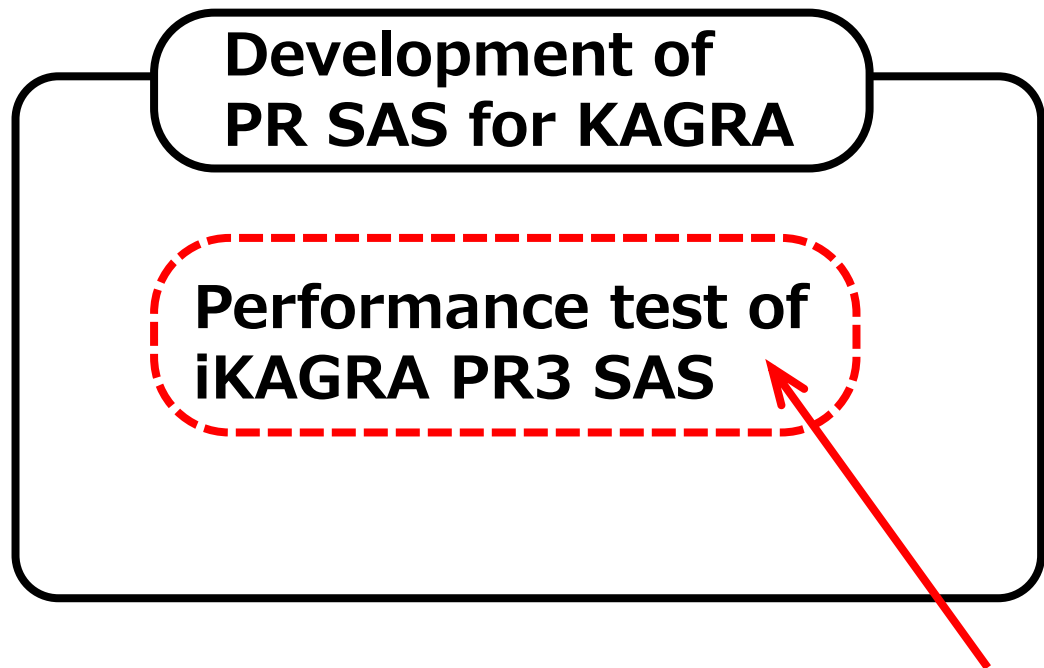 Development of
PR SAS for KAGRA
Performance test of
iKAGRA PR3 SAS